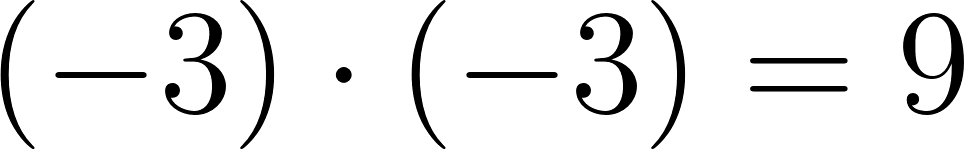 (−3) · (−3) = 9